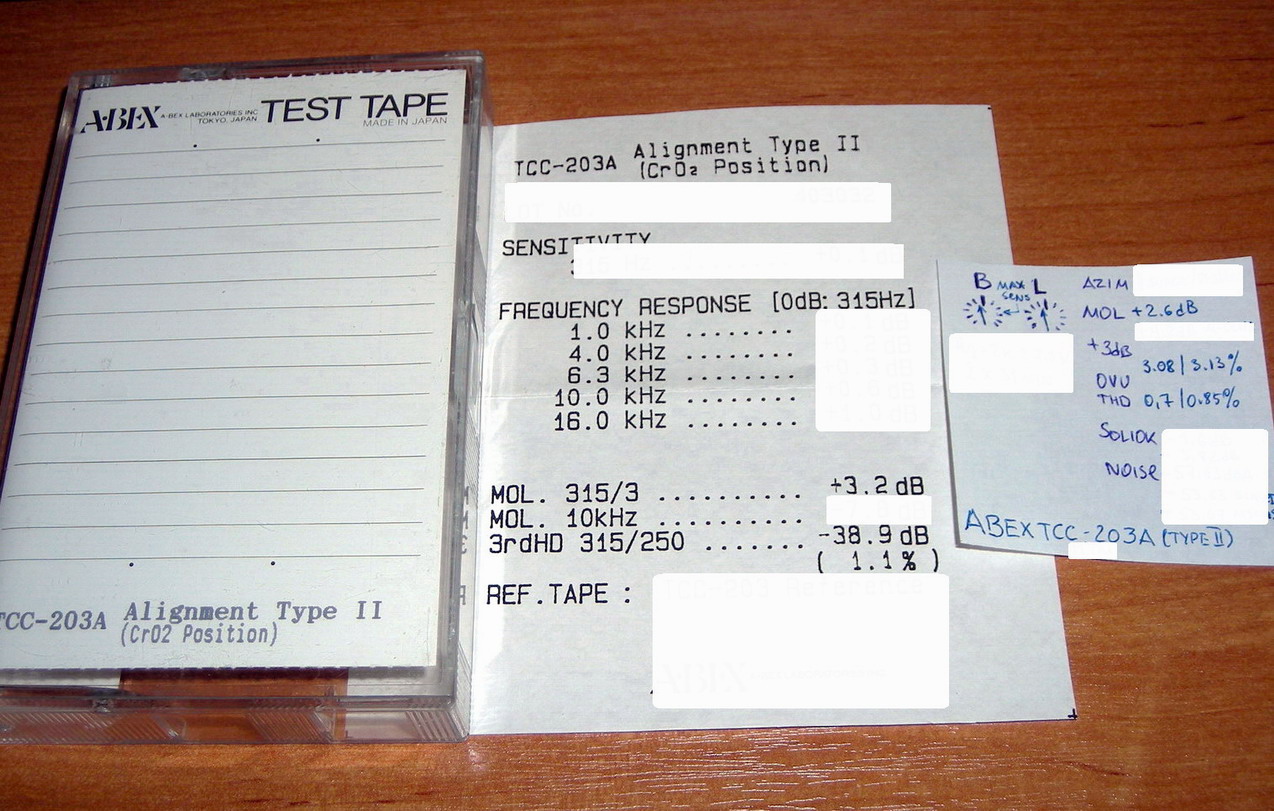 A·BEX A·BEX LABORATORIES INC TEST TAPE
TOKYO, JAPAN MADE IN JAPAN
TCC-203A Alignment Type II
(CrO2 Position)
TCC-203A Alignment Type II
(CrO₂ Position)
SENSITIVITY
FREQUENCY RESPONSE [0dB: 315Hz]
1.0 kHz ........
4.0 kHz ........
6.3 kHz ........
10.0 kHz ........
16.0 kHz ........
MOL. 315/3 .......... +3.2 dB
MOL. 10kHz ..........
3rdHD 315/250 ....... -38.9 dB
( 1.1 % )
REF.TAPE :
B MAX L
SENS
AZIM
MOL +2.6dB
+3dB 3.08 | 3.13%
OVU
THD 0,7 | 0.85%
NOISE
ABEX TCC-203A (TYPE II)